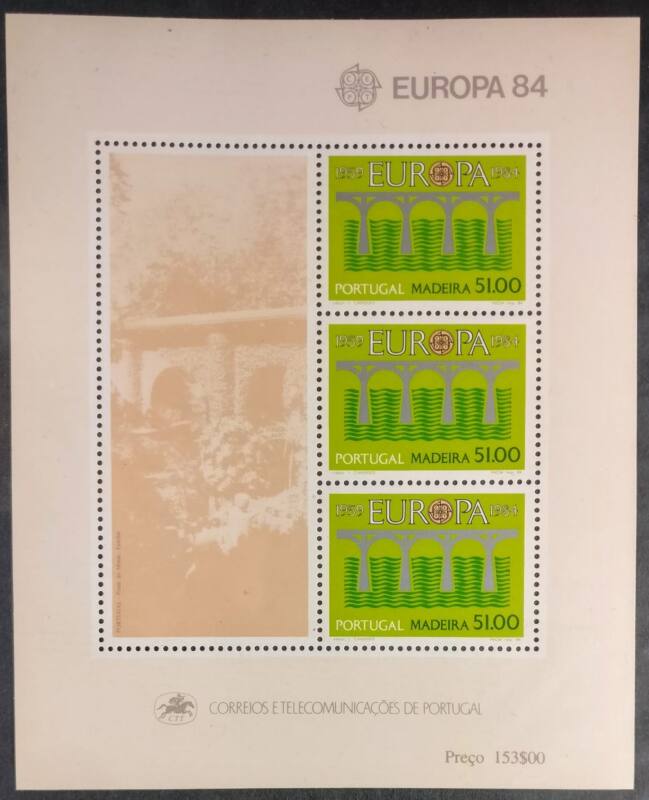 EUROPA 84
1959 EUROPA 1984
PORTUGAL MADEIRA 51.00
1959 EUROPA 1984
PORTUGAL MADEIRA 51.00
1959 EUROPA 1984
PORTUGAL MADEIRA 51.00
CTT CORREIOS E TELECOMUNICAÇÕES DE PORTUGAL
Preço 153$00